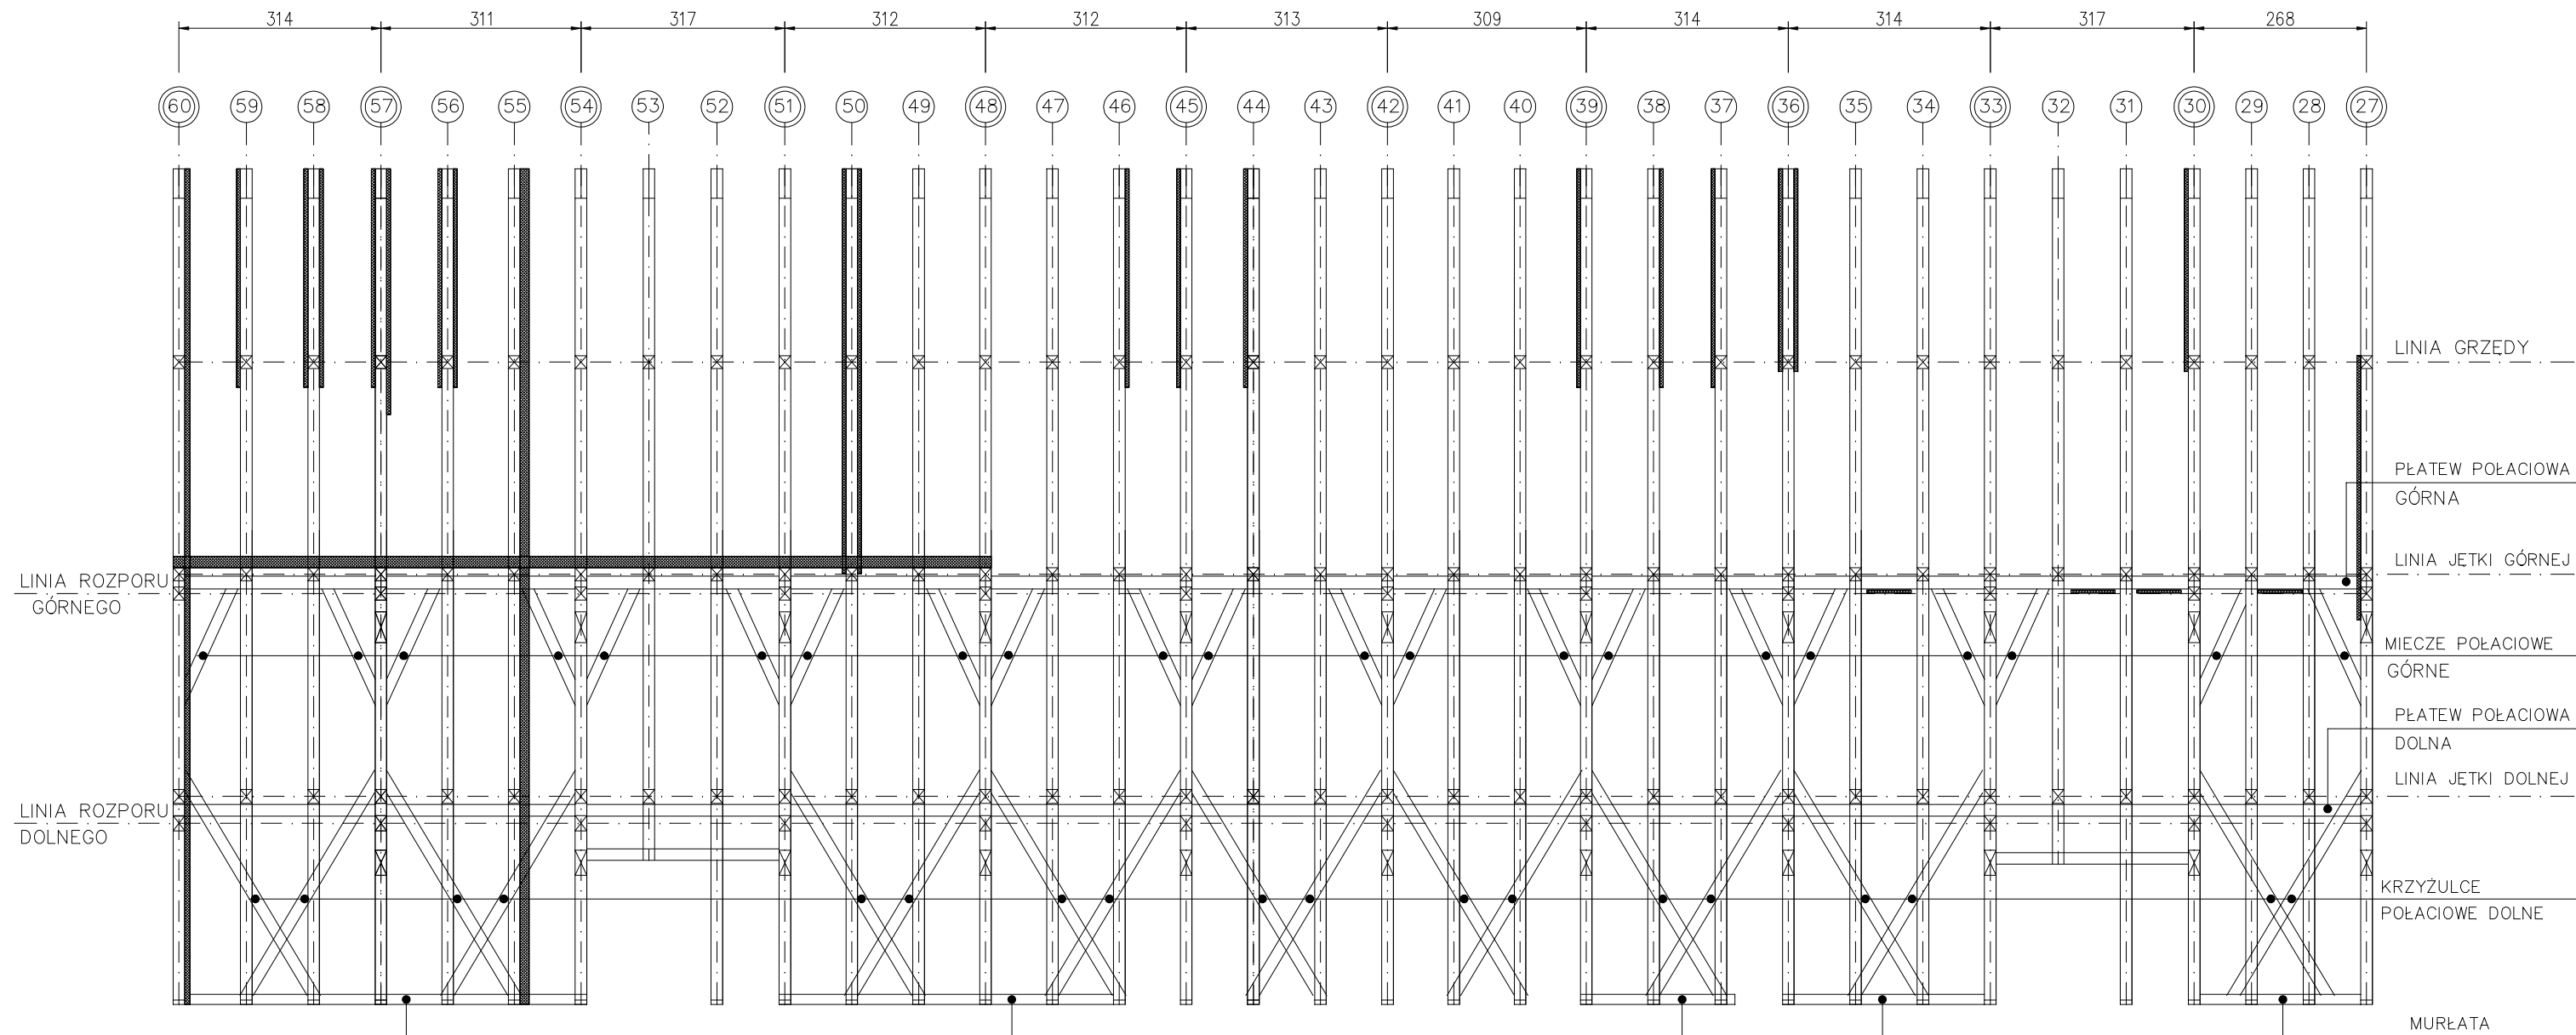 314 311 317 312 312 313 309 314 314 317 268
60 59 58 57 56 55 54 53 52 51 50 49 48 47 46 45 44 43 42 41 40 39 38 37 36 35 34 33 32 31 30 29 28 27
LINIA GRZĘDY
PŁATEW POŁACIOWA
GÓRNA
LINIA JĘTKI GÓRNEJ
LINIA ROZPORU
GÓRNEGO
MIECZE POŁACIOWE
GÓRNE
PŁATEW POŁACIOWA
DOLNA
LINIA JĘTKI DOLNEJ
LINIA ROZPORU
DOLNEGO
KRZYŻULCE
POŁACIOWE DOLNE
MURŁATA